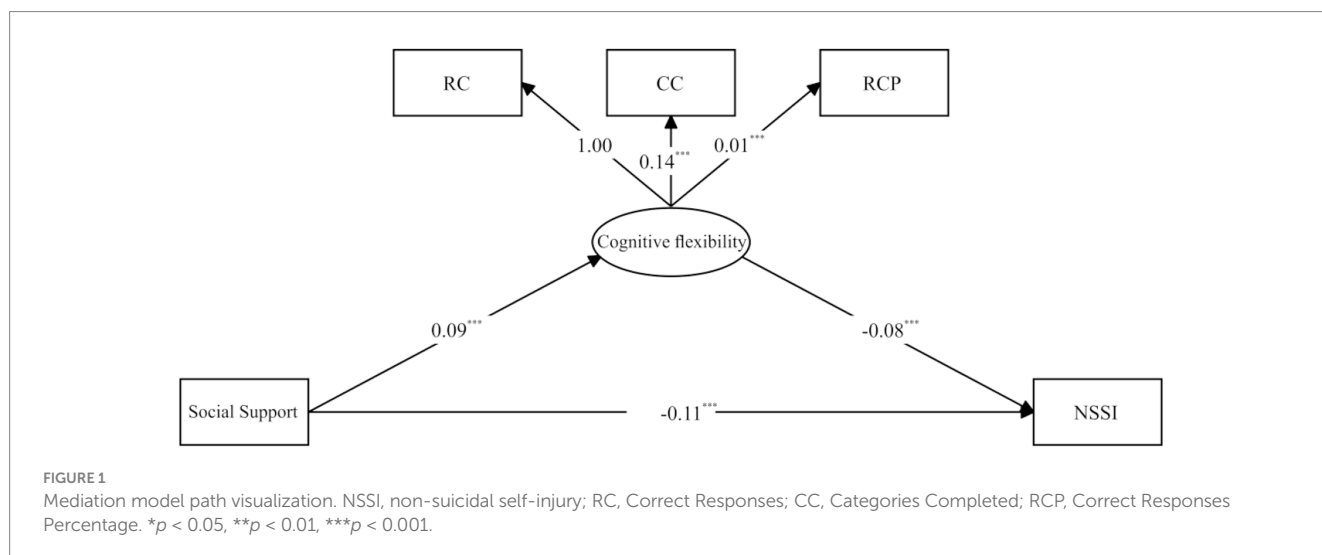 RC CC RCP
1.00 0.14*** 0.01***
Cognitive flexibility
0.09*** -0.08***
Social Support -0.11*** NSSI
FIGURE 1
Mediation model path visualization. NSSI, non-suicidal self-injury; RC, Correct Responses; CC, Categories Completed; RCP, Correct Responses
Percentage. *p < 0.05, **p < 0.01, ***p < 0.001.